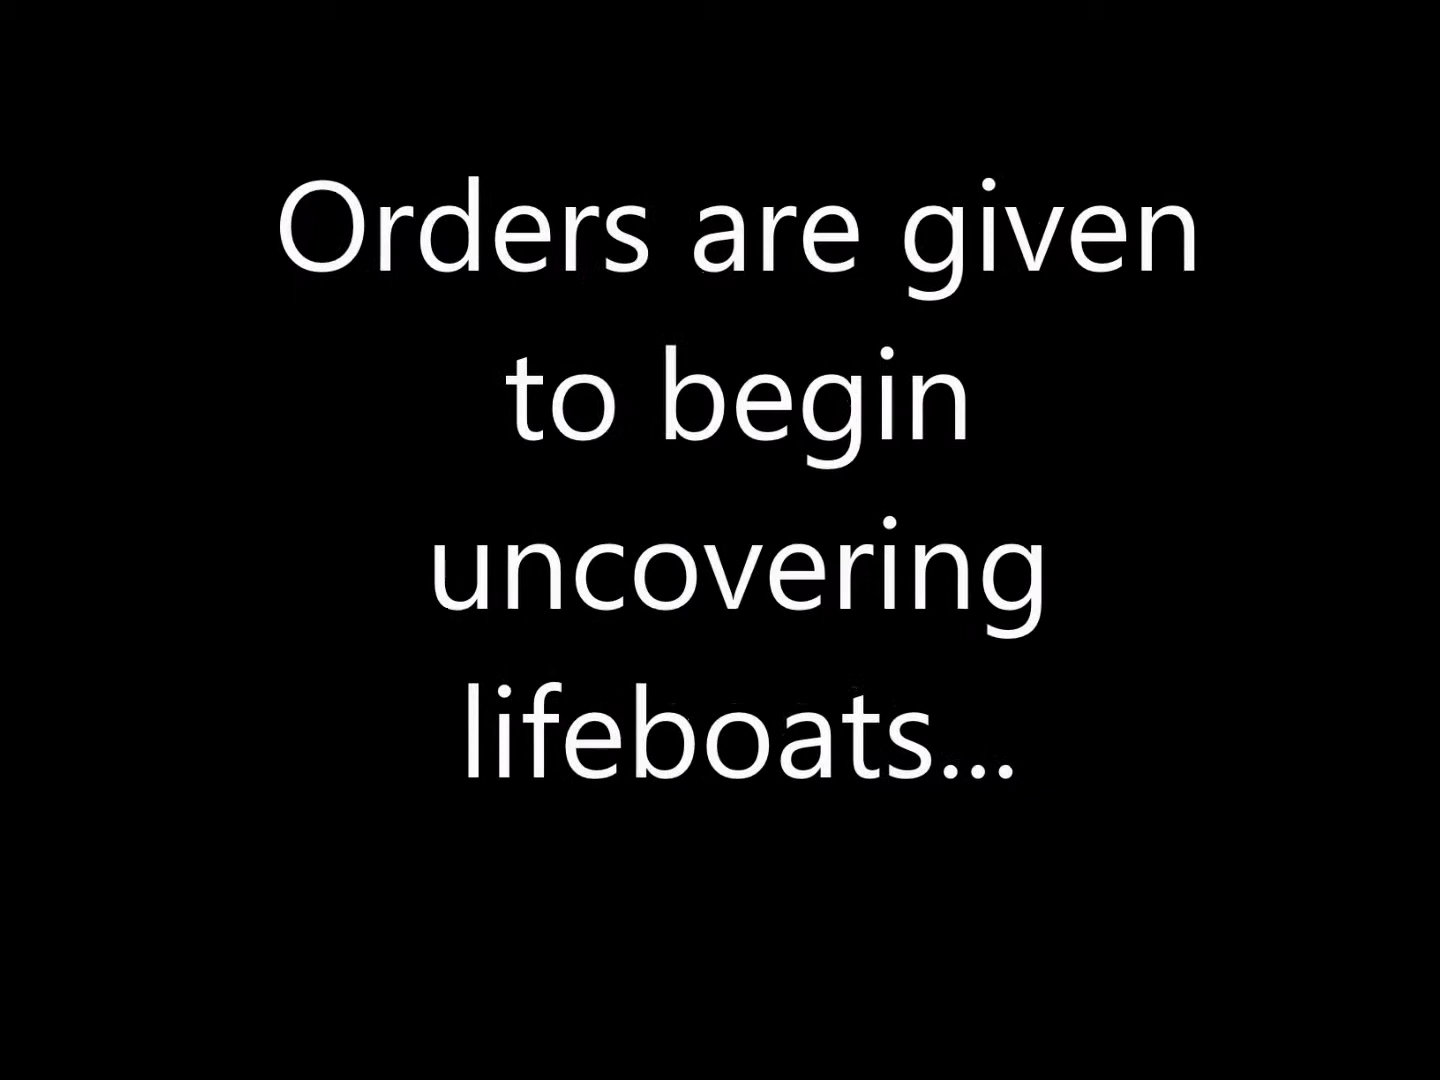 Orders are given
to begin
uncovering
lifeboats...